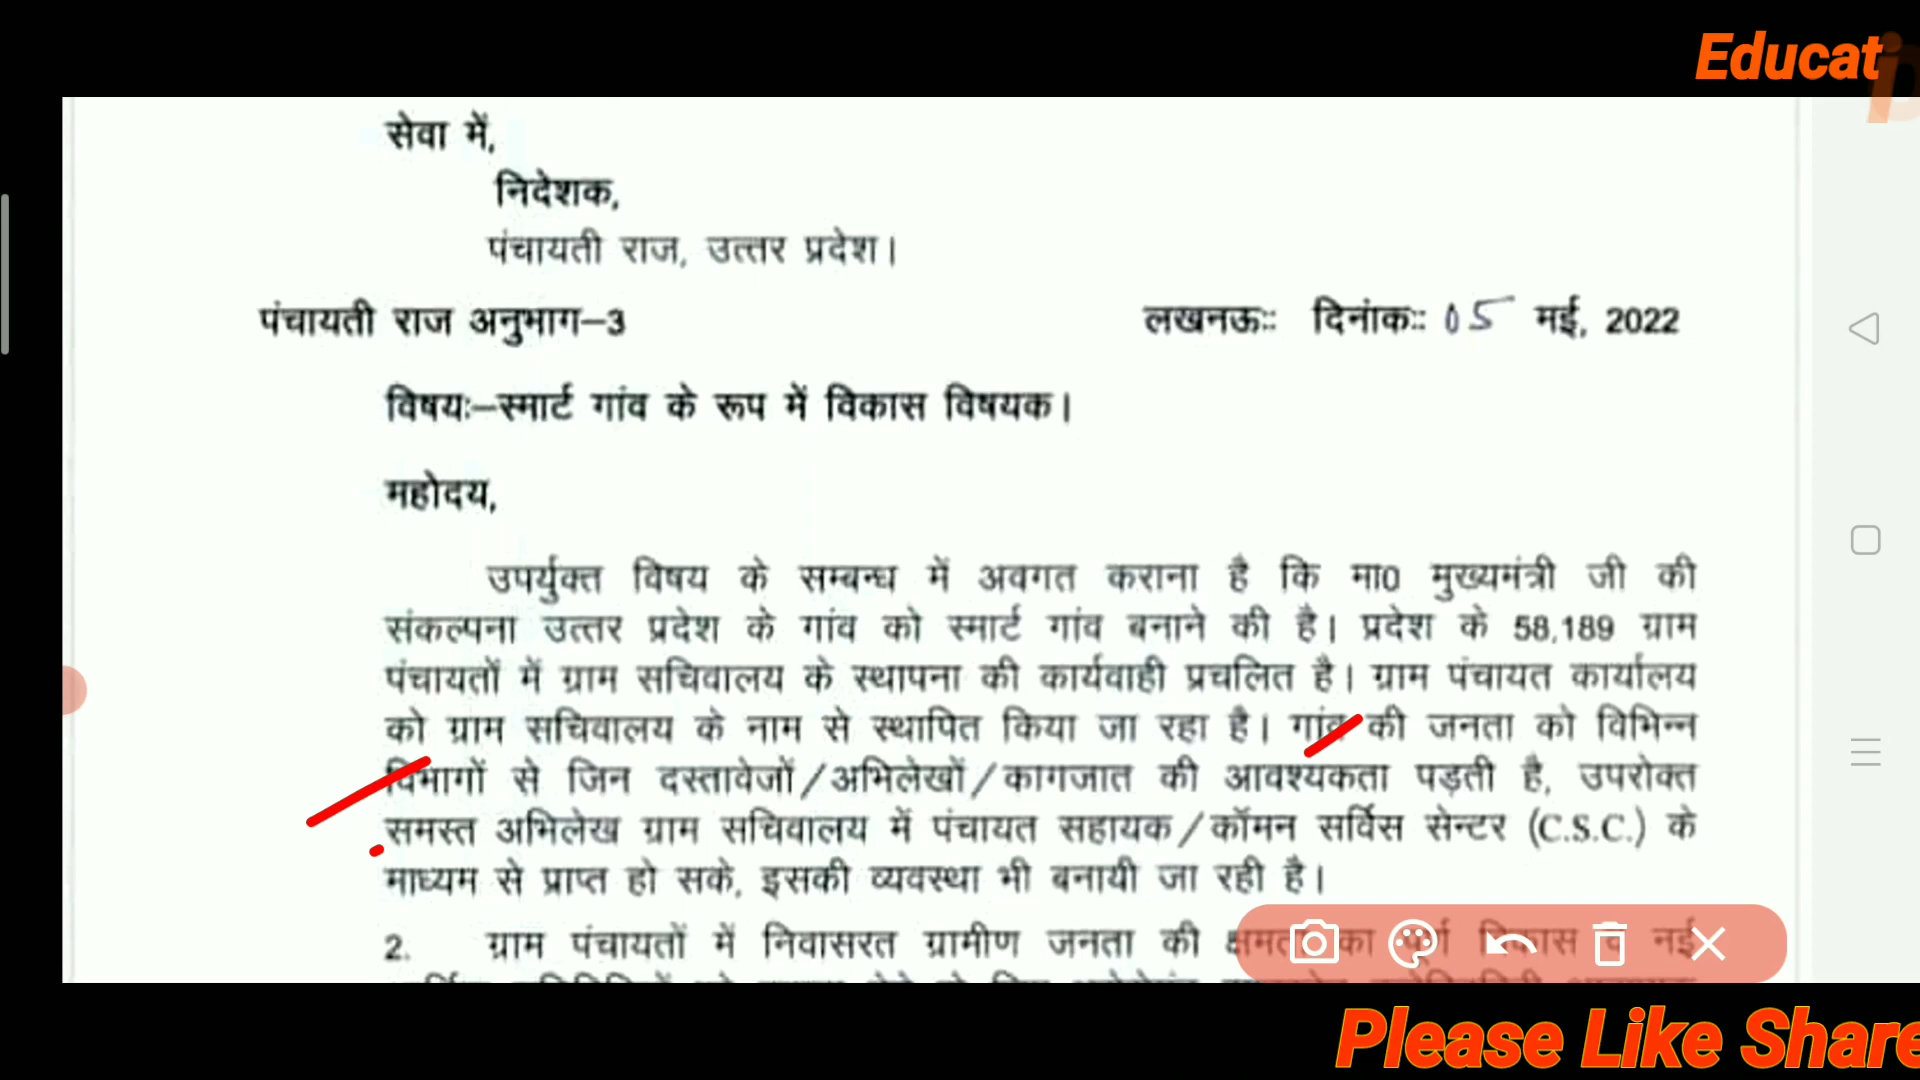 Educati
सेवा में,
निदेशक,
पंचायती राज, उत्तर प्रदेश।
पंचायती राज अनुभाग–3 लखनऊः: दिनांकः: 05 मई, 2022
विषयः–स्मार्ट गांव के रूप में विकास विषयक।
महोदय,
उपर्युक्त विषय के सम्बन्ध में अवगत कराना है कि मा0 मुख्यमंत्री जी की
संकल्पना उत्तर प्रदेश के गांव को स्मार्ट गांव बनाने की है। प्रदेश के 58,189 ग्राम
पंचायतों में ग्राम सचिवालय के स्थापना की कार्यवाही प्रचलित है। ग्राम पंचायत कार्यालय
को ग्राम सचिवालय के नाम से स्थापित किया जा रहा है। गांव की जनता को विभिन्न
विभागों से जिन दस्तावेजों/अभिलेखों/कागजात की आवश्यकता पड़ती है, उपरोक्त
समस्त अभिलेख ग्राम सचिवालय में पंचायत सहायक/कॉमन सर्विस सेन्टर (C.S.C.) के
माध्यम से प्राप्त हो सके, इसकी व्यवस्था भी बनायी जा रही है।
2. ग्राम पंचायतों में निवासरत ग्रामीण जनता की क्षमता का पूर्ण विकास व नई
Please Like Share